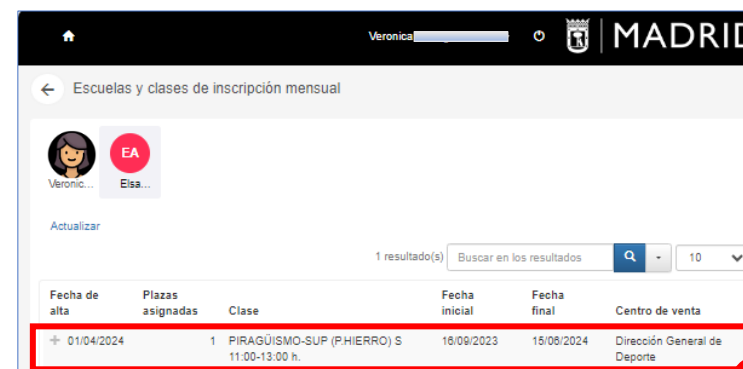 Veronica
MADRID
Escuelas y clases de inscripción mensual
EA
Veronic... Elsa...
Actualizar
1 resultado(s) Buscar en los resultados - 10
Fecha de alta Plazas asignadas Clase Fecha inicial Fecha final Centro de venta
01/04/2024 1 PIRAGÜISMO-SUP (P.HIERRO) S 16/09/2023 15/06/2024 Dirección General de
11:00-13:00 h. Deporte